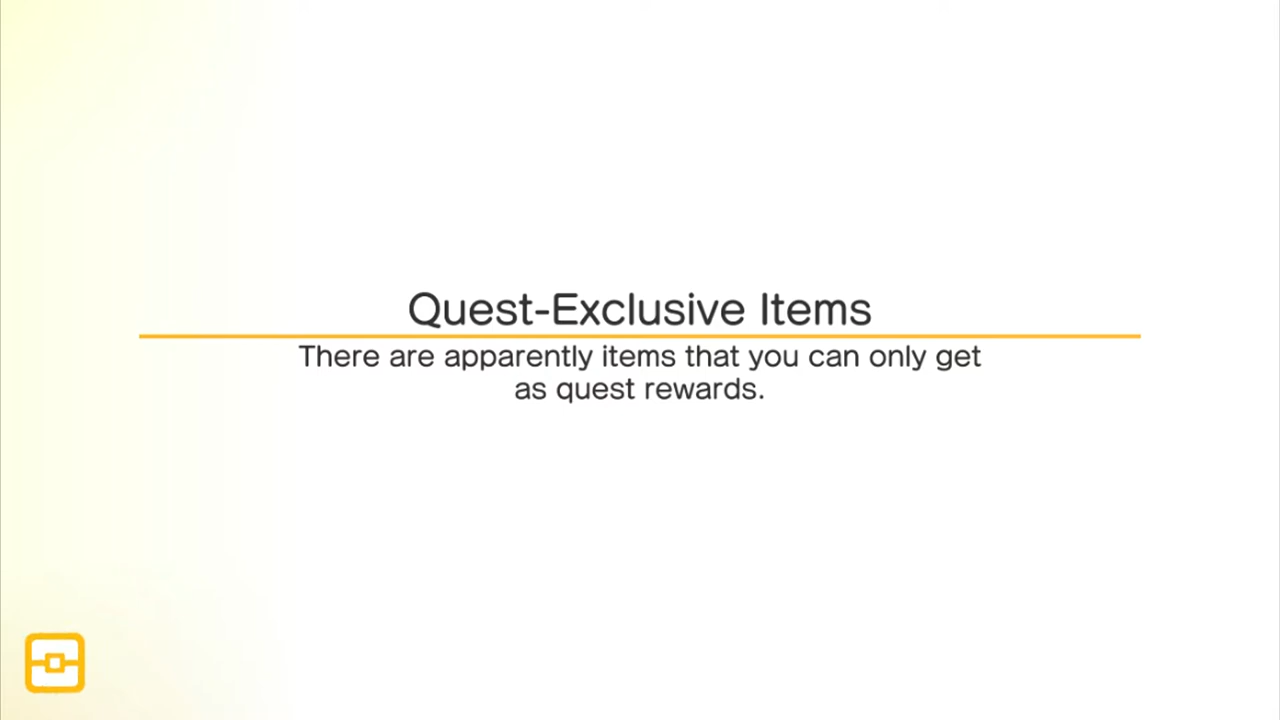 Quest-Exclusive Items
There are apparently items that you can only get
as quest rewards.